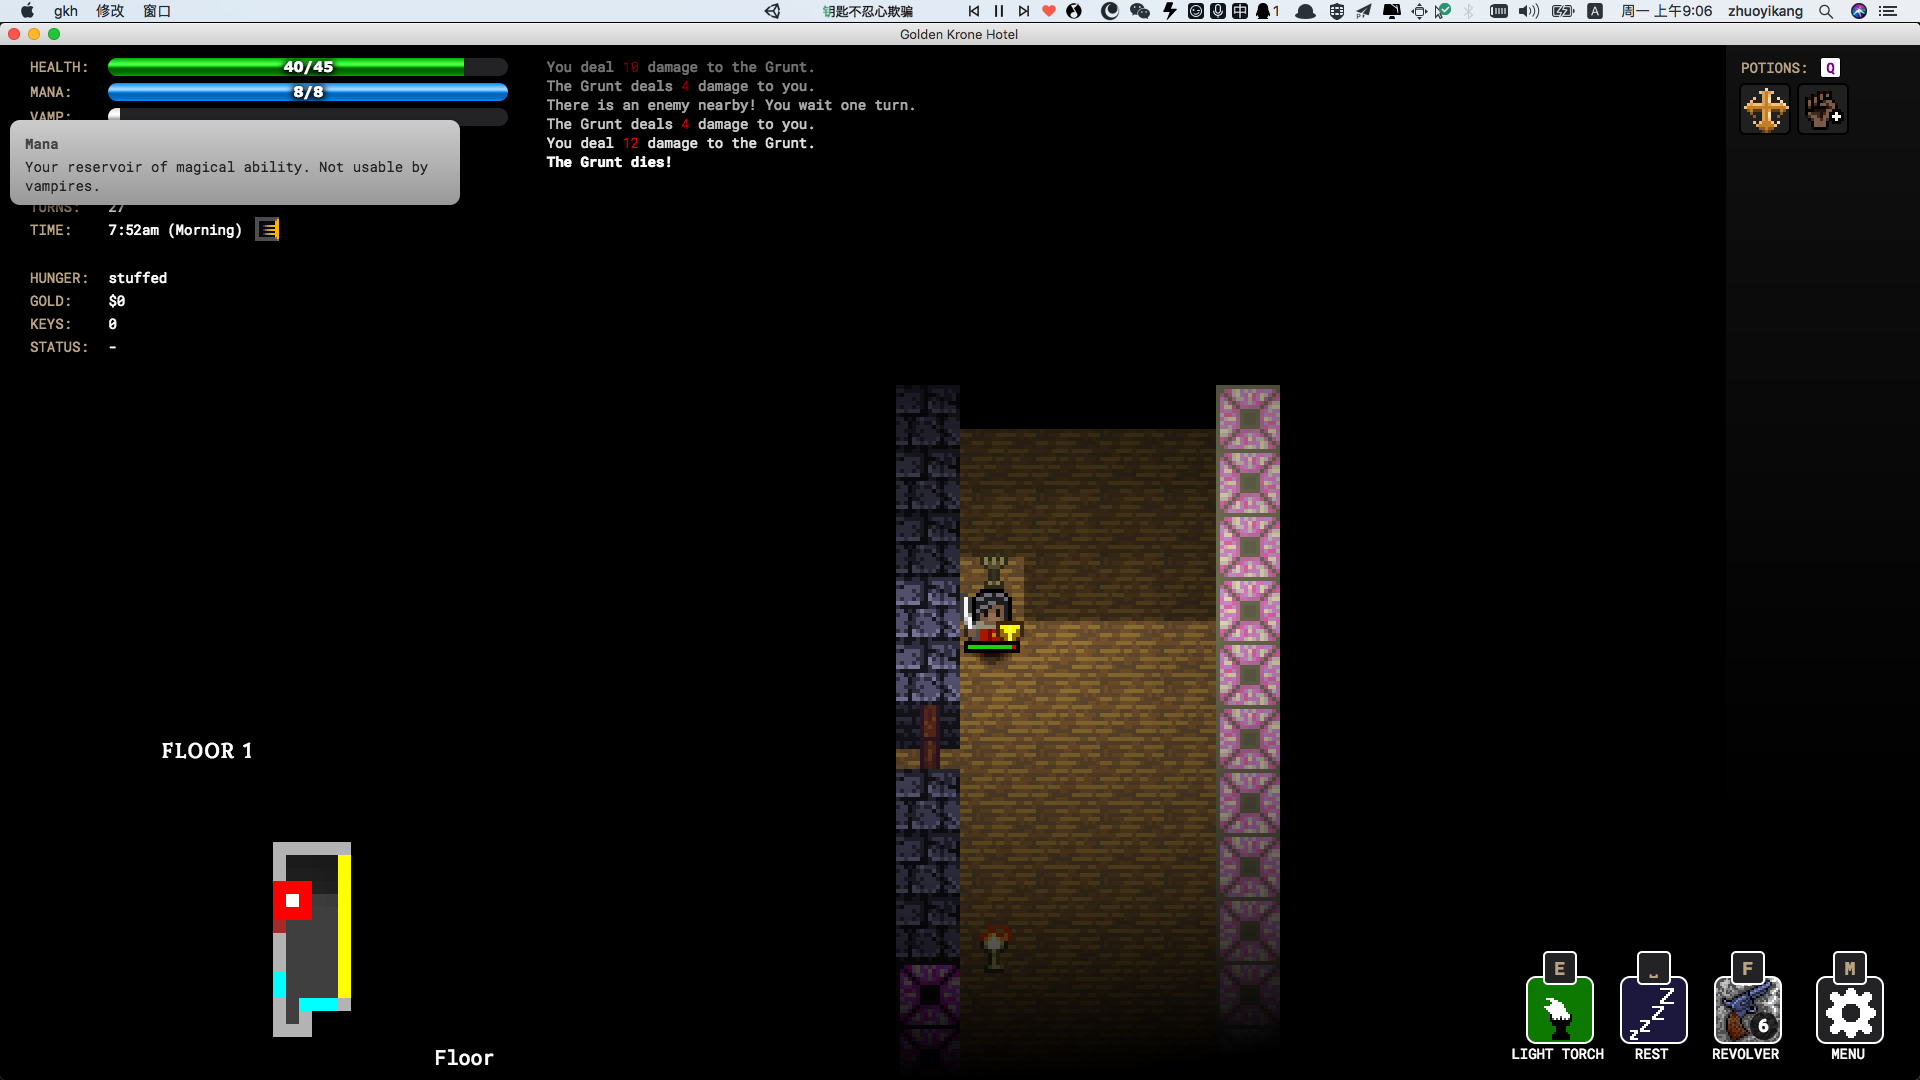 gkh 修改 窗口 钥匙不忍心欺骗 1 A 周一 上午9:06 zhuoyikang
Golden Krone Hotel
HEALTH: 40/45
MANA: 8/8
VAMP:
Mana
Your reservoir of magical ability. Not usable by
vampires.
TURNS: 27
TIME: 7:52am (Morning)
HUNGER: stuffed
GOLD: $0
KEYS: 0
STATUS: -
You deal 10 damage to the Grunt.
The Grunt deals 4 damage to you.
There is an enemy nearby! You wait one turn.
The Grunt deals 4 damage to you.
You deal 12 damage to the Grunt.
The Grunt dies!
POTIONS: Q
FLOOR 1
Floor
E
LIGHT TORCH
REST
F
6
REVOLVER
M
MENU